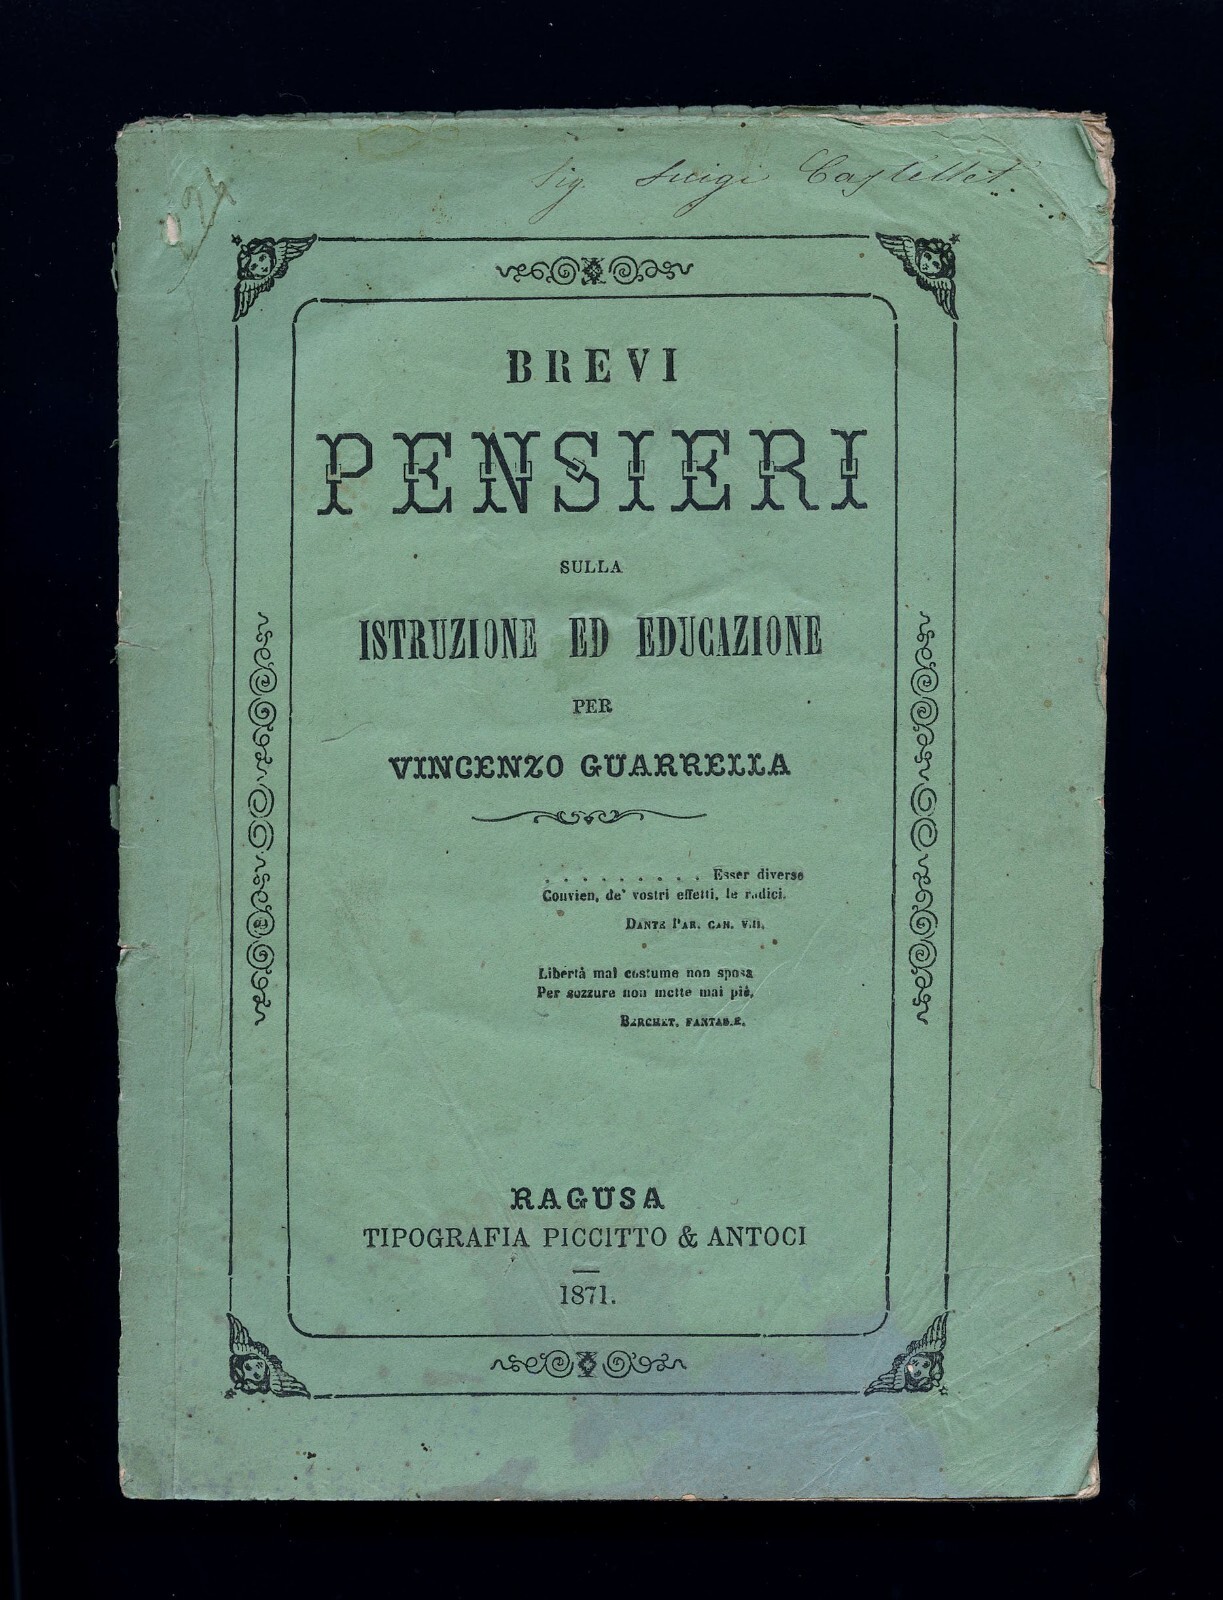 Sig. Luigi Castellet
BREVI
PENSIERI
SULLA
ISTRUZIONE ED EDUCAZIONE
PER
VINCENZO GUARRELLA
. . . . . . . . . Esser diverse
Convien, de' vostri effetti, le radici.
DANTE PAR. CAN. VIII.
Libertà mal costume non sposa
Per sozzure non mette mai piè.
BERCHET, FANTASIE.
RAGUSA
TIPOGRAFIA PICCITTO & ANTOCI
1871.